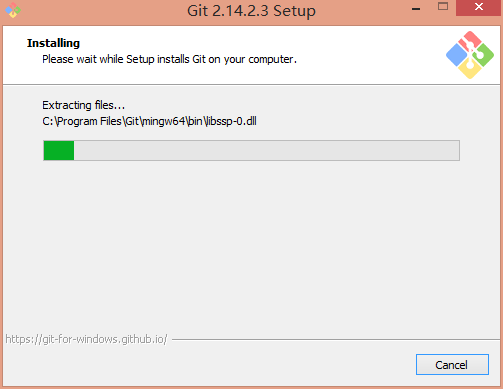 Git 2.14.2.3 Setup
Installing
Please wait while Setup installs Git on your computer.
Extracting files...
C:\Program Files\Git\mingw64\bin\libssp-0.dll
https://git-for-windows.github.io/
Cancel